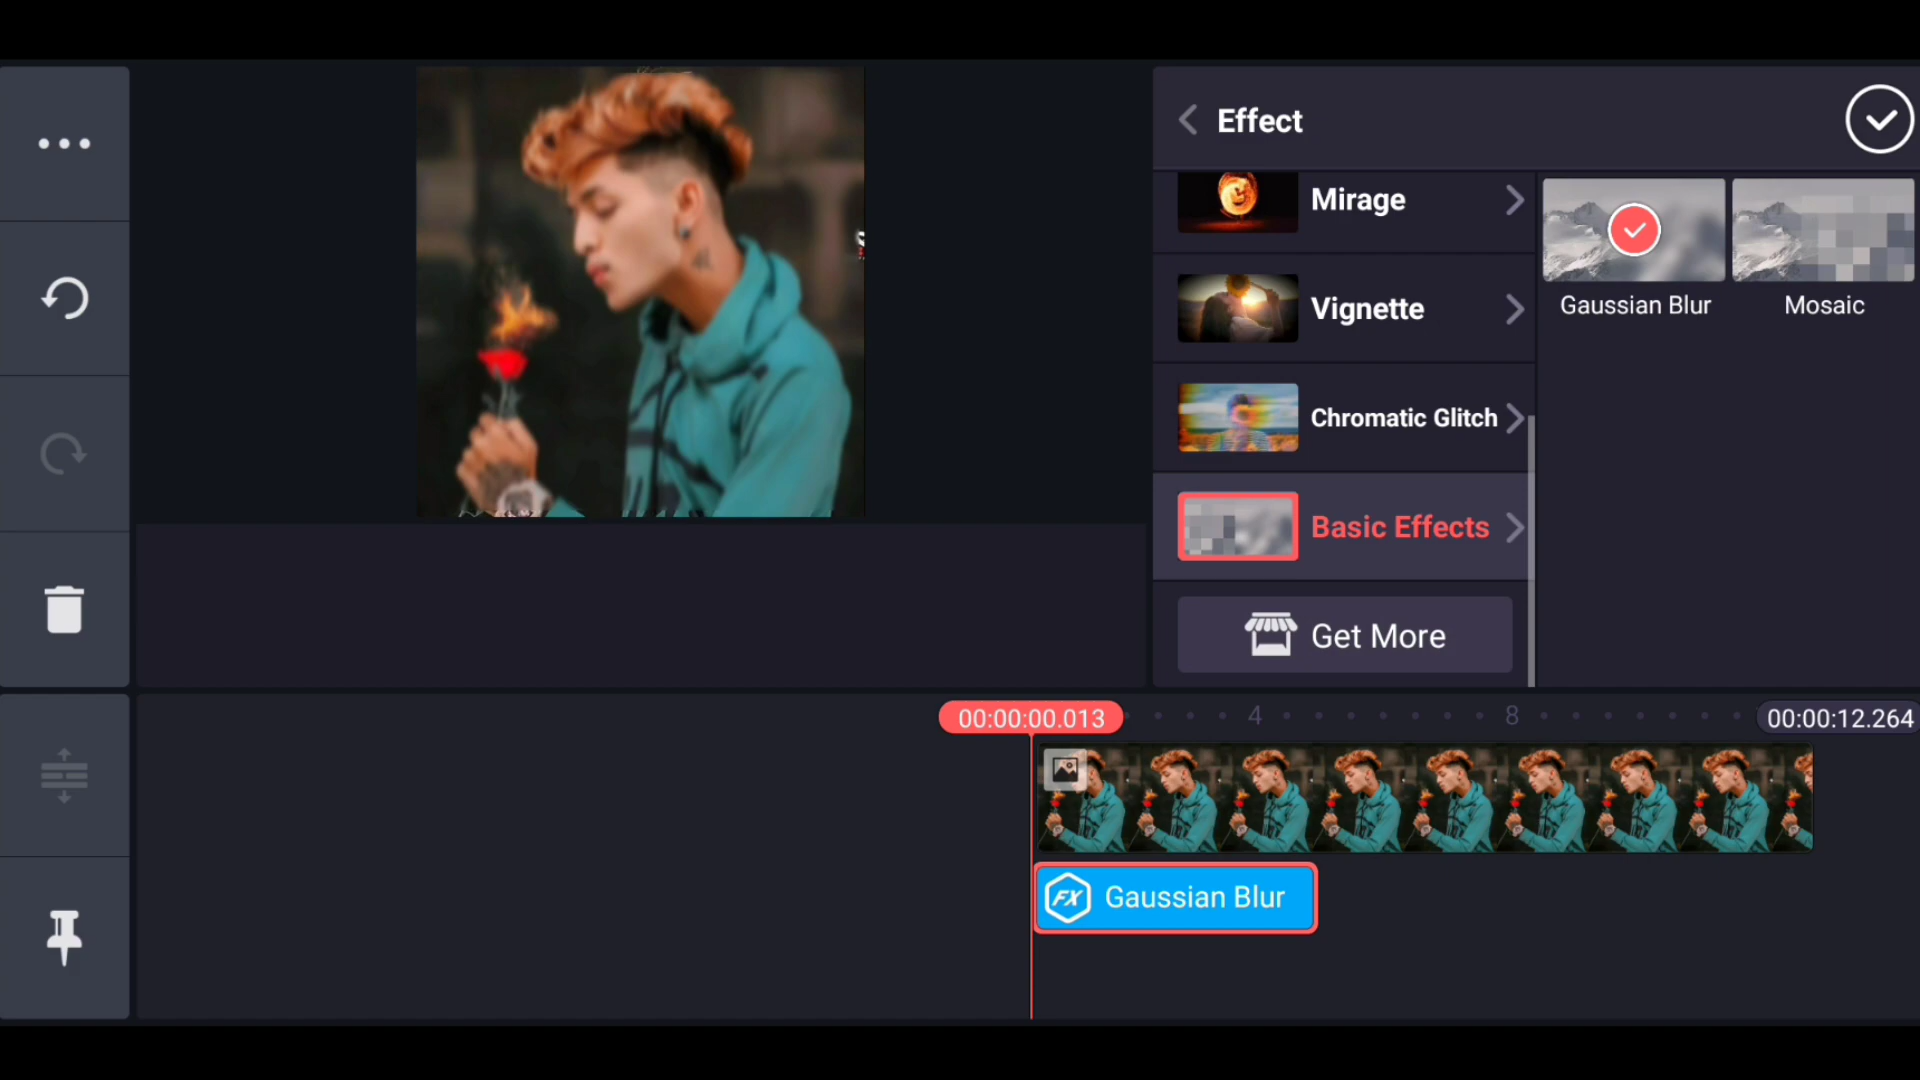 Effect
Mirage
Vignette
Chromatic Glitch
Basic Effects
Get More
Gaussian Blur
Mosaic
00:00:00.013
4
8
00:00:12.264
FX
Gaussian Blur